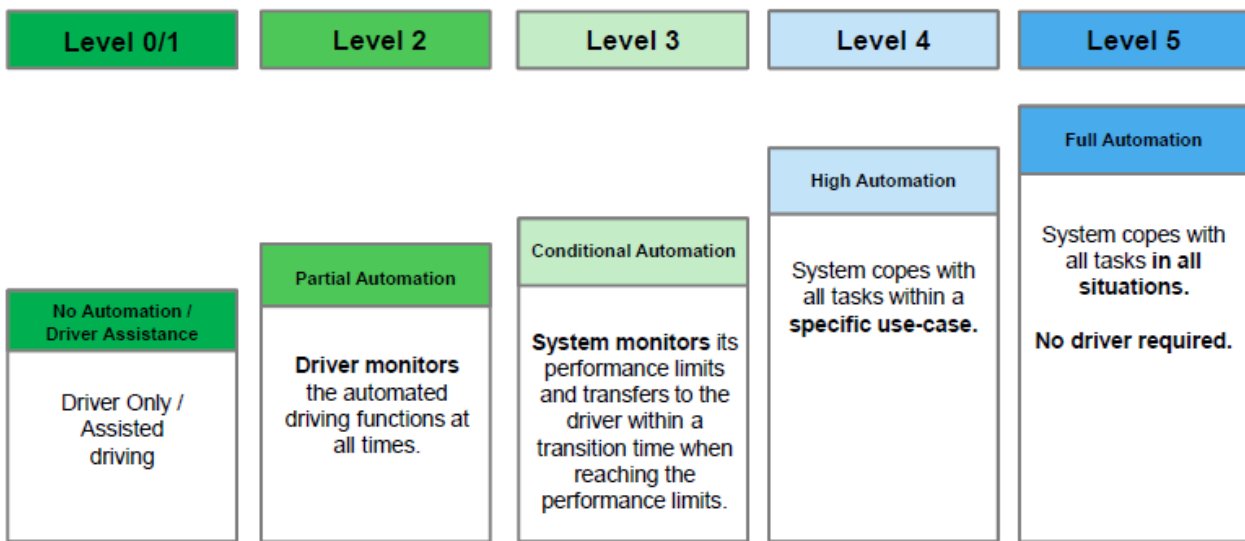 Level 0/1
Level 2
Level 3
Level 4
Level 5
No Automation /
Driver Assistance
Driver Only /
Assisted
driving
Partial Automation
Driver monitors
the automated
driving functions at
all times.
Conditional Automation
System monitors its
performance limits
and transfers to the
driver within a
transition time when
reaching the
performance limits.
High Automation
System copes with
all tasks within a
specific use-case.
Full Automation
System copes with
all tasks in all
situations.
No driver required.